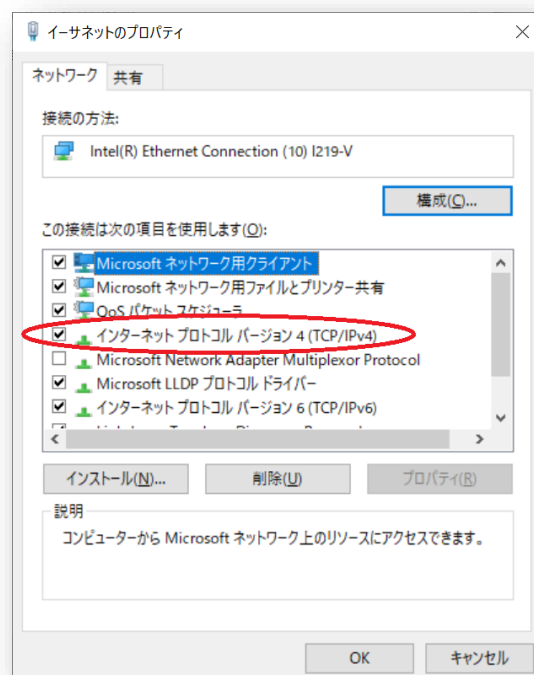 イーサネットのプロパティ
ネットワーク 共有
接続の方法:
Intel(R) Ethernet Connection (10) I219-V
構成(C)...
この接続は次の項目を使用します(O):
Microsoft ネットワーク用クライアント
Microsoft ネットワーク用ファイルとプリンター共有
QoS パケット スケジューラ
インターネット プロトコル バージョン 4 (TCP/IPv4)
Microsoft Network Adapter Multiplexor Protocol
Microsoft LLDP プロトコル ドライバー
インターネット プロトコル バージョン 6 (TCP/IPv6)
インストール(N)... 削除(U) プロパティ(R)
説明
コンピューターから Microsoft ネットワーク上のリソースにアクセスできます。
OK キャンセル